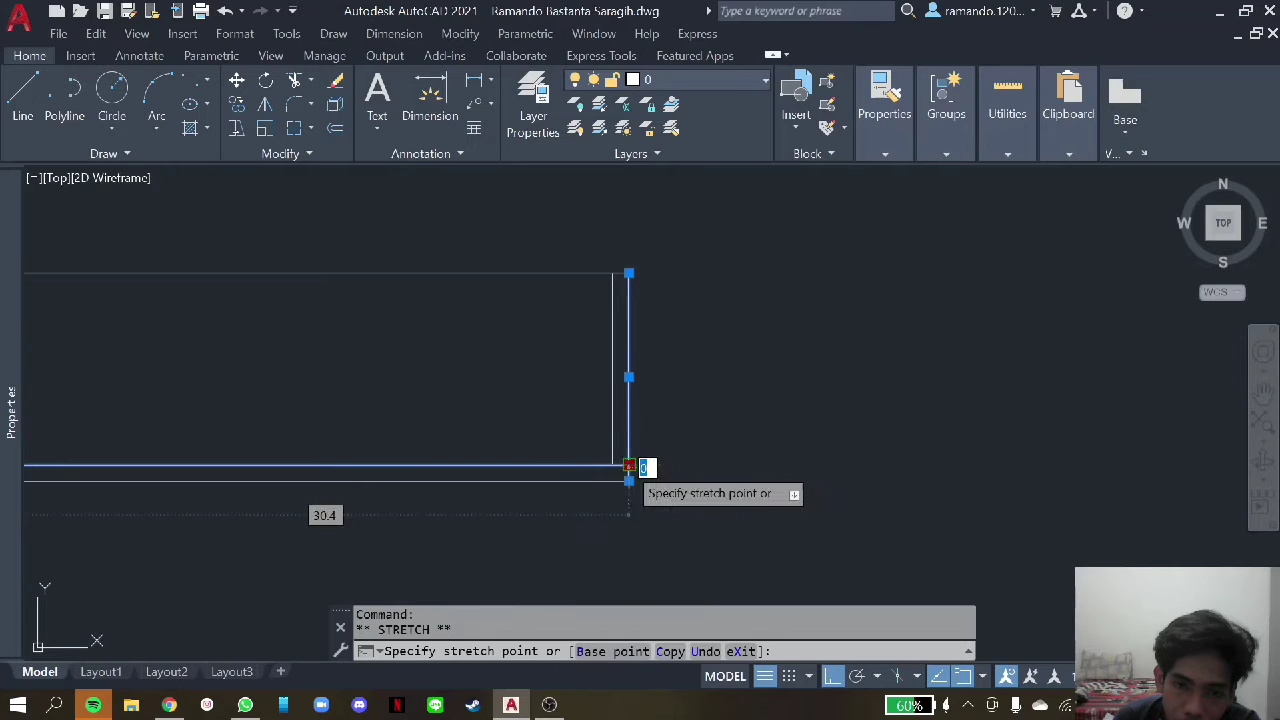 Autodesk AutoCAD 2021 Ramando Bastanta Saragih.dwg
Type a keyword or phrase
ramando.120...
File Edit View Insert Format Tools Draw Dimension Modify Parametric Window Help Express
Home Insert Annotate Parametric View Manage Output Add-ins Collaborate Express Tools Featured Apps
Line Polyline Circle Arc
Text Dimension
Layer Properties
0
Insert
Properties Groups Utilities Clipboard Base
Draw Modify Annotation Layers Block V...
[−][Top][2D Wireframe]
N
W TOP E
S
WCS
Properties
0
Specify stretch point or
30.4
Y
X
Command:
** STRETCH **
Specify stretch point or [Base point Copy Undo eXit]:
Model Layout1 Layout2 Layout3 + MODEL
60%